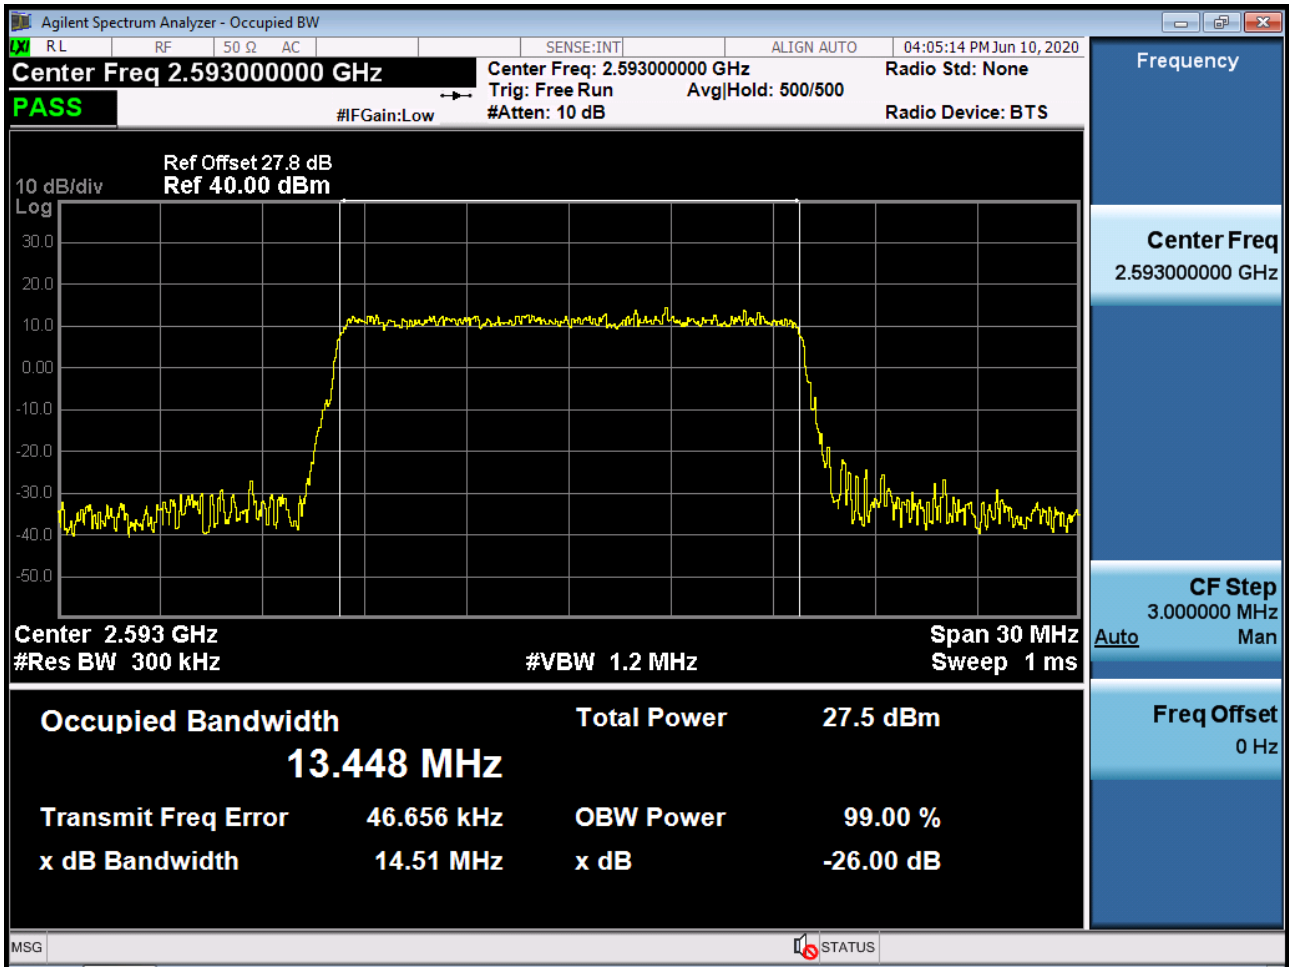 Agilent Spectrum Analyzer - Occupied BW
LXI RL RF 50 Ω AC SENSE:INT ALIGN AUTO 04:05:14 PM Jun 10, 2020
Center Freq 2.593000000 GHz
Center Freq: 2.593000000 GHz
Radio Std: None
Trig: Free Run Avg|Hold: 500/500
PASS
#IFGain:Low
#Atten: 10 dB
Radio Device: BTS
Ref Offset 27.8 dB
10 dB/div Ref 40.00 dBm
Log
30.0
20.0
10.0
0.00
-10.0
-20.0
-30.0
-40.0
-50.0
Center 2.593 GHz Span 30 MHz
#Res BW 300 kHz #VBW 1.2 MHz Sweep 1 ms
Occupied Bandwidth Total Power 27.5 dBm
13.448 MHz
Transmit Freq Error 46.656 kHz OBW Power 99.00 %
x dB Bandwidth 14.51 MHz x dB -26.00 dB
MSG STATUS
Frequency
Center Freq
2.593000000 GHz
CF Step
3.000000 MHz
Auto Man
Freq Offset
0 Hz